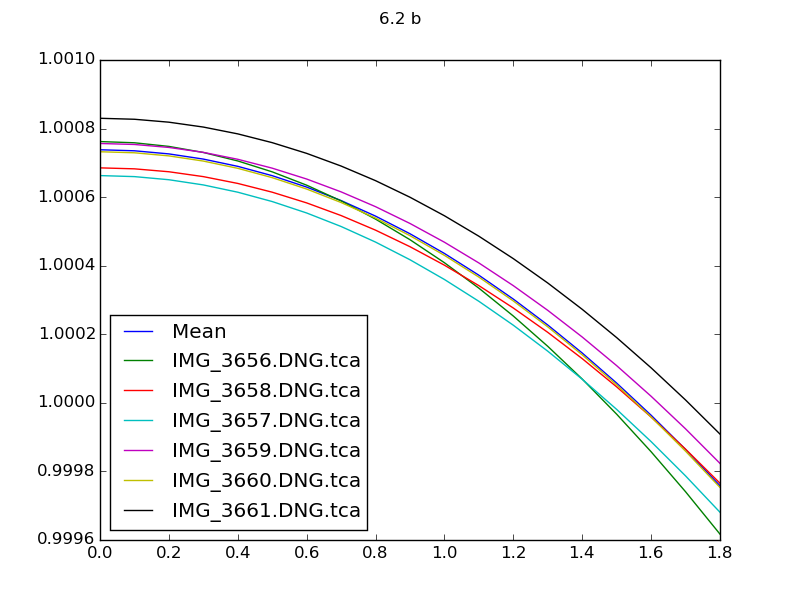 6.2 b
1.0010
1.0008
1.0006
1.0004
1.0002
1.0000
0.9998
0.9996
Mean
IMG_3656.DNG.tca
IMG_3658.DNG.tca
IMG_3657.DNG.tca
IMG_3659.DNG.tca
IMG_3660.DNG.tca
IMG_3661.DNG.tca
0.0 0.2 0.4 0.6 0.8 1.0 1.2 1.4 1.6 1.8